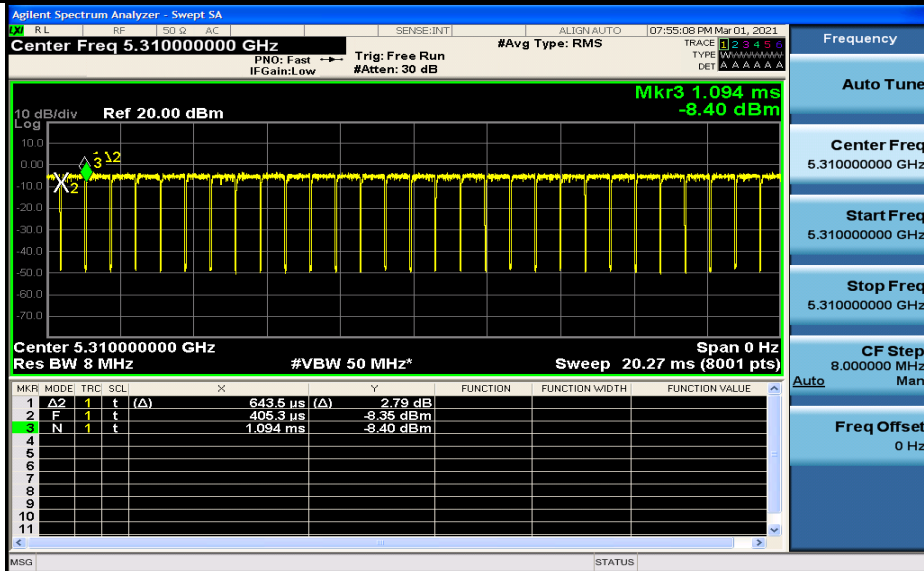 Agilent Spectrum Analyzer - Swept SA
LXI RL RF 50 Ω AC SENSE:INT ALIGN AUTO 07:55:08 PM Mar 01, 2021
Center Freq 5.310000000 GHz #Avg Type: RMS TRACE 1 2 3 4 5 6
PNO: Fast Trig: Free Run TYPE WWWWWW
IFGain:Low #Atten: 30 dB DET A A A A A A
Mkr3 1.094 ms
10 dB/div Ref 20.00 dBm -8.40 dBm
Log
10.0
0.00
-10.0
-20.0
-30.0
-40.0
-50.0
-60.0
-70.0
3 1Δ2
2
Center 5.310000000 GHz Span 0 Hz
Res BW 8 MHz #VBW 50 MHz* Sweep 20.27 ms (8001 pts)
MKR MODE TRC SCL X Y FUNCTION FUNCTION WIDTH FUNCTION VALUE
1 Δ2 1 t (Δ) 643.5 µs (Δ) 2.79 dB
2 F 1 t 405.3 µs -8.35 dBm
3 N 1 t 1.094 ms -8.40 dBm
4
5
6
7
8
9
10
11
MSG STATUS
Frequency
Auto Tune
Center Freq
5.310000000 GHz
Start Freq
5.310000000 GHz
Stop Freq
5.310000000 GHz
CF Step
8.000000 MHz
Auto Man
Freq Offset
0 Hz